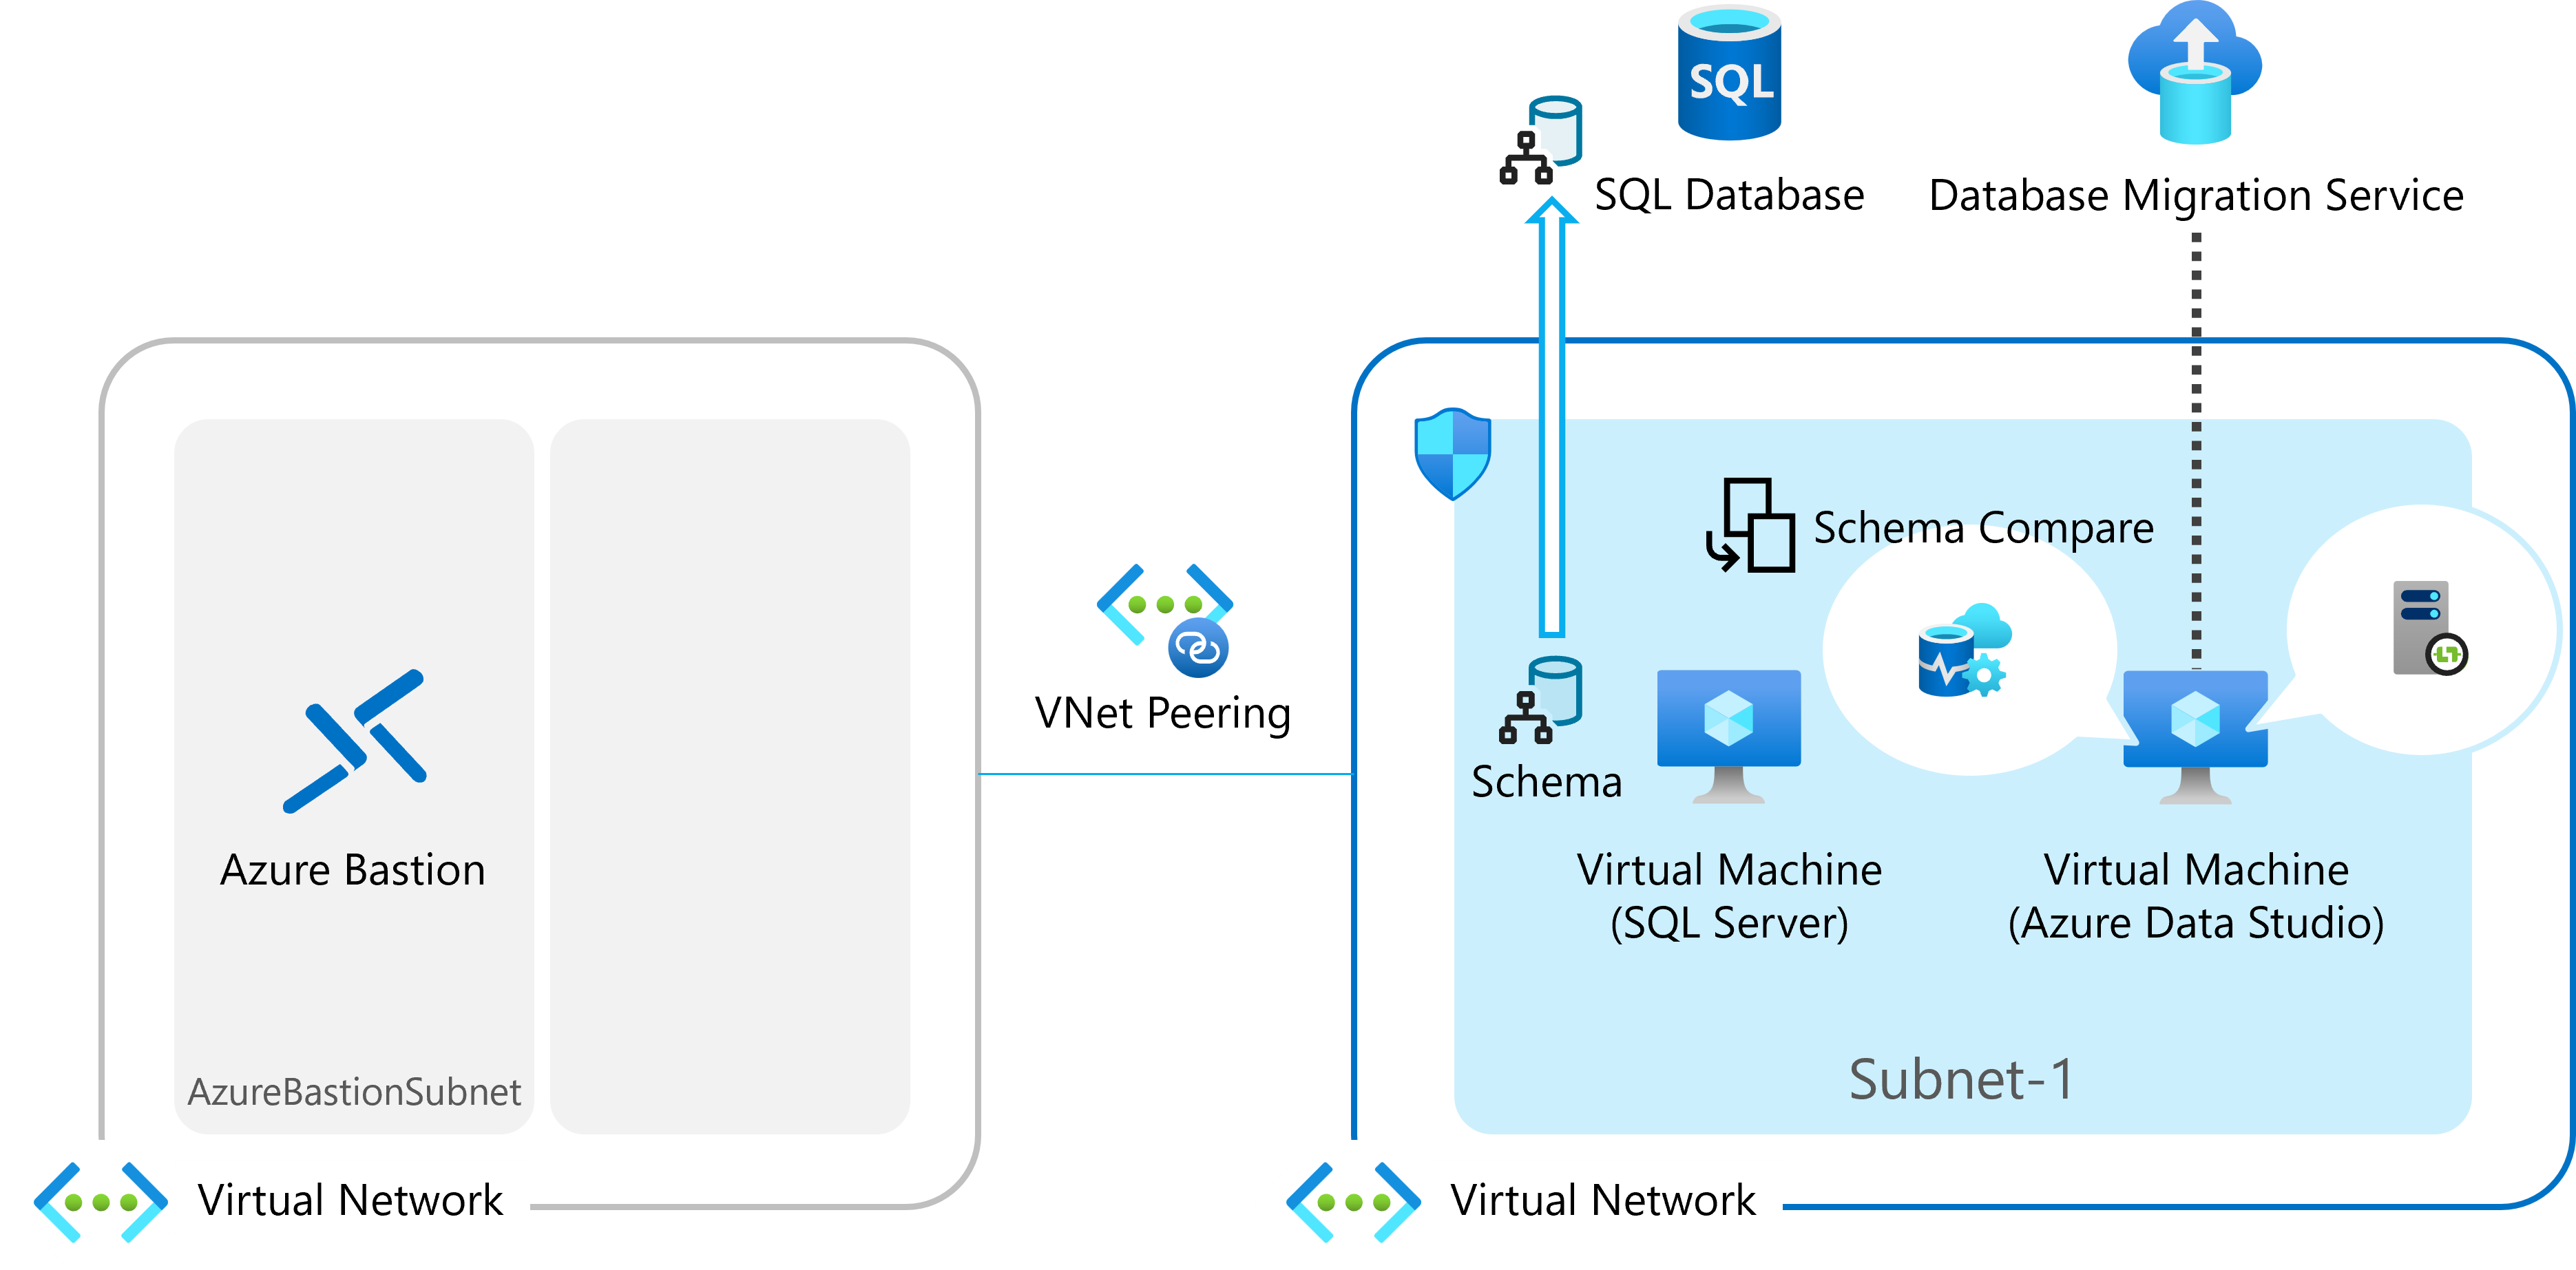 SQL
SQL Database
Database Migration Service
Schema Compare
VNet Peering
Schema
Azure Bastion
Virtual Machine
(SQL Server)
Virtual Machine
(Azure Data Studio)
AzureBastionSubnet
Subnet-1
Virtual Network
Virtual Network